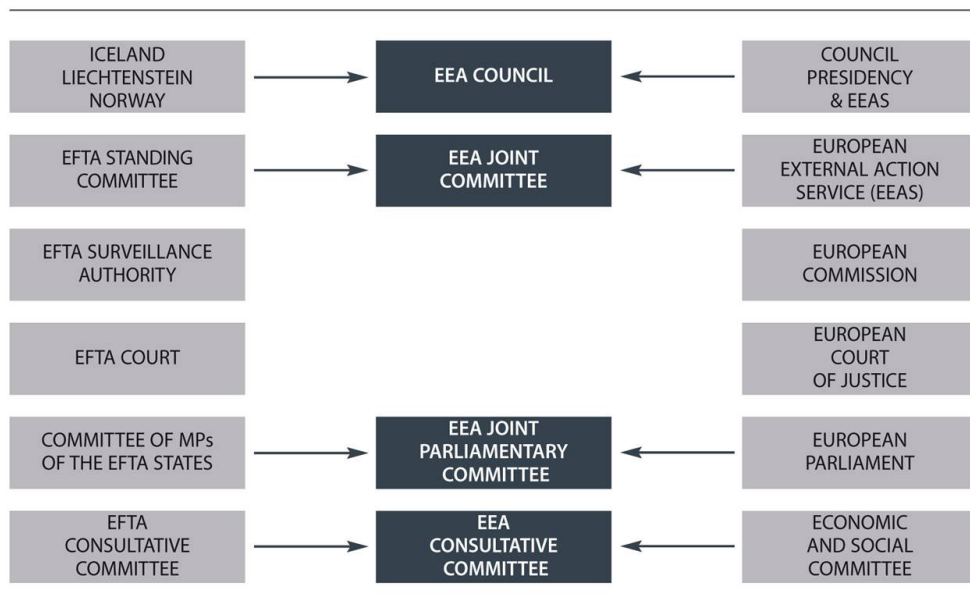 ICELAND
LIECHTENSTEIN
NORWAY
EEA COUNCIL
COUNCIL
PRESIDENCY
& EEAS
EFTA STANDING
COMMITTEE
EEA JOINT
COMMITTEE
EUROPEAN
EXTERNAL ACTION
SERVICE (EEAS)
EFTA SURVEILLANCE
AUTHORITY
EUROPEAN
COMMISSION
EFTA COURT
EUROPEAN
COURT
OF JUSTICE
COMMITTEE OF MPs
OF THE EFTA STATES
EEA JOINT
PARLIAMENTARY
COMMITTEE
EUROPEAN
PARLIAMENT
EFTA
CONSULTATIVE
COMMITTEE
EEA
CONSULTATIVE
COMMITTEE
ECONOMIC
AND SOCIAL
COMMITTEE